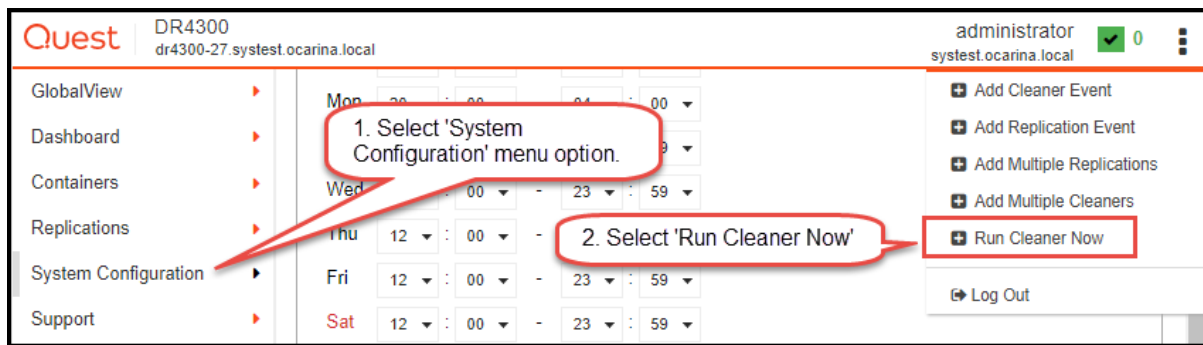 Quest
DR4300
dr4300-27.systest.ocarina.local
administrator
systest.ocarina.local
0
GlobalView
Dashboard
Containers
Replications
System Configuration
Support
Mon 00 - 04 00
1. Select 'System
Configuration' menu option.
Wed : 00 - 23 : 59
Thu 12 : 00 -
2. Select 'Run Cleaner Now'
Fri 12 : 00 - 23 : 59
Sat 12 : 00 - 23 : 59
Add Cleaner Event
Add Replication Event
Add Multiple Replications
Add Multiple Cleaners
Run Cleaner Now
Log Out